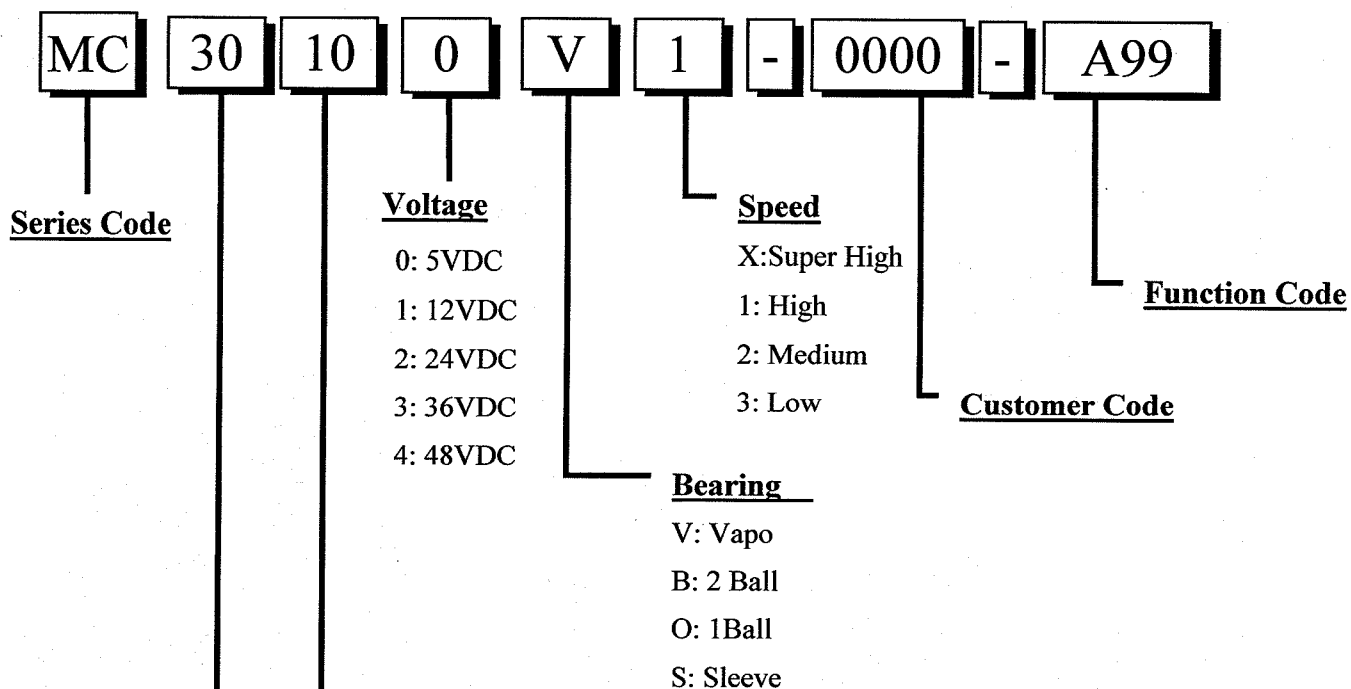 MC 30 10 0 V 1 - 0000 - A99
Series Code
Voltage
0: 5VDC
1: 12VDC
2: 24VDC
3: 36VDC
4: 48VDC
Speed
X:Super High
1: High
2: Medium
3: Low
Function Code
Customer Code
Bearing
V: Vapo
B: 2 Ball
O: 1Ball
S: Sleeve